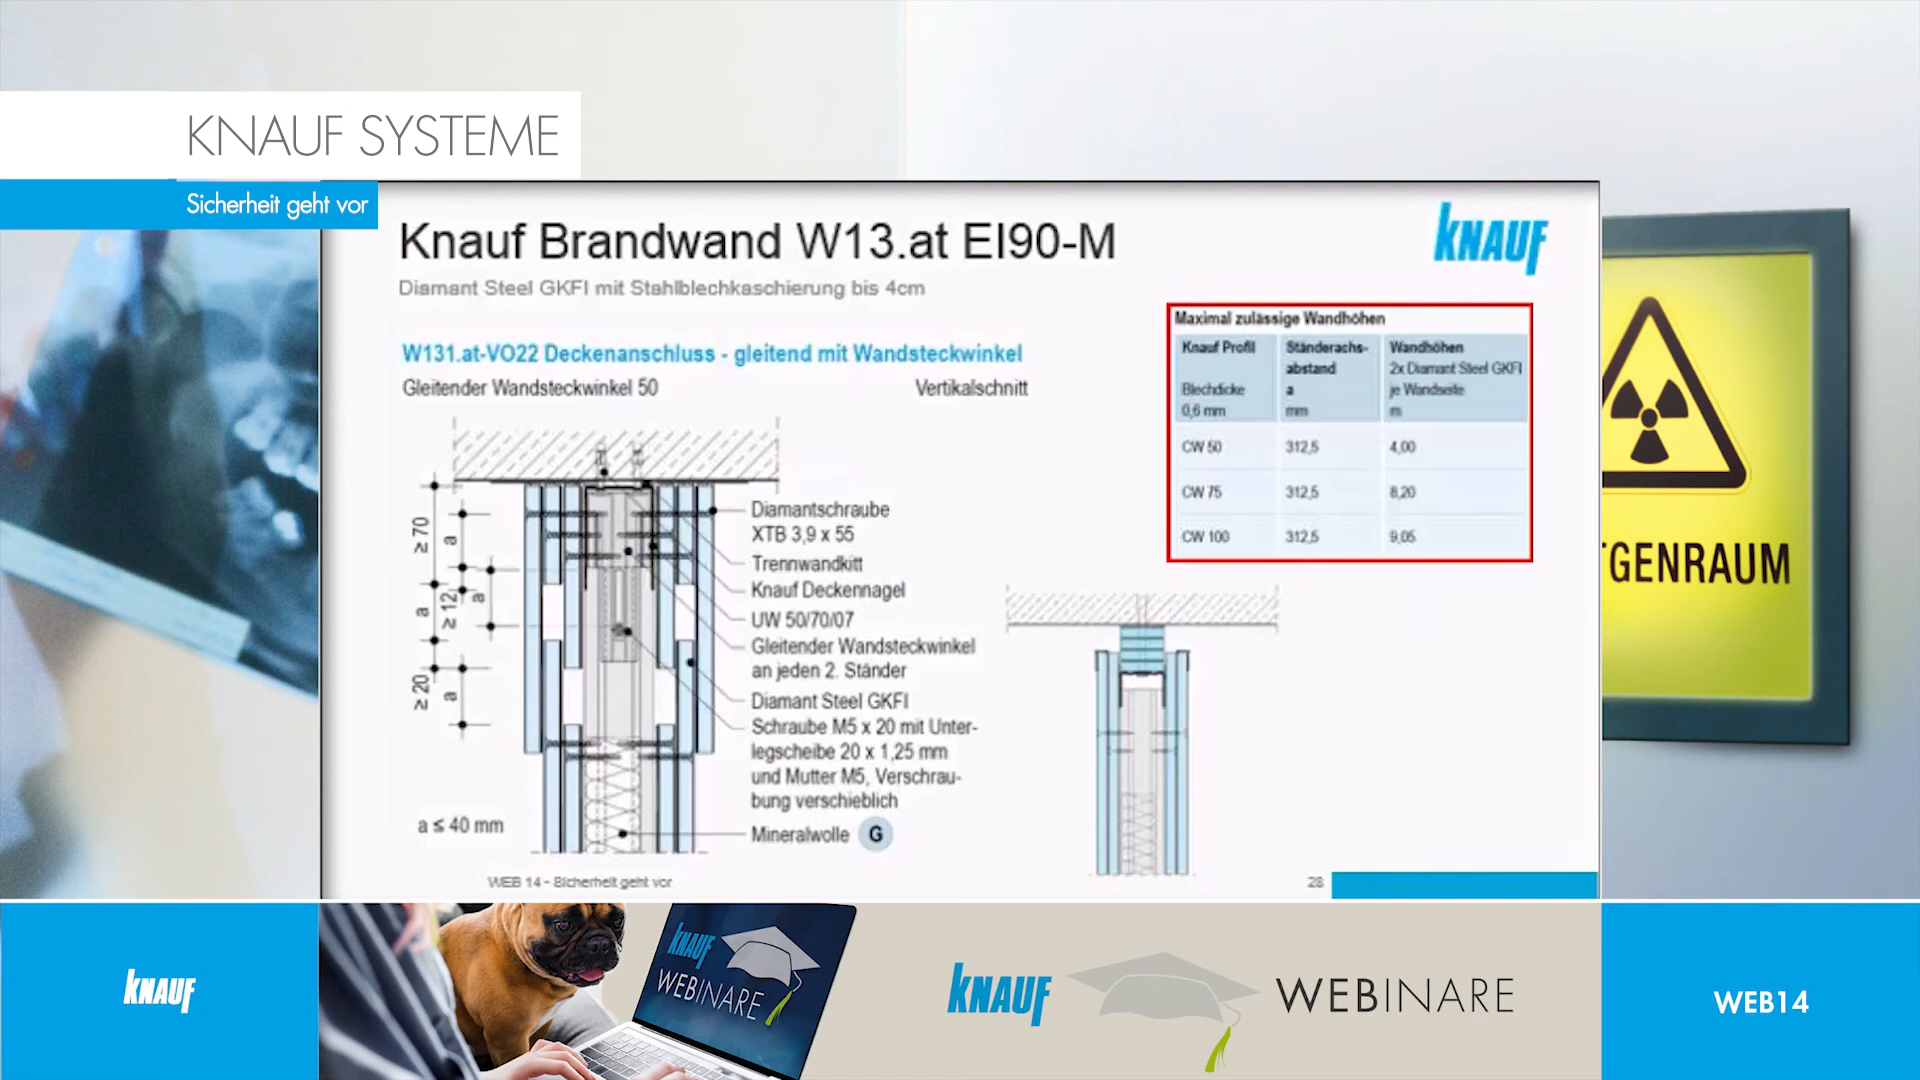 KNAUF SYSTEME
Sicherheit geht vor
Knauf Brandwand W13.at EI90-M
KNAUF
Diamant Steel GKFI mit Stahlblechkaschierung bis 4cm
W131.at-VO22 Deckenanschluss - gleitend mit Wandsteckwinkel
Gleitender Wandsteckwinkel 50
Vertikalschnitt
Maximal zulässige Wandhöhen
Knauf Profil
Blechdicke
0,6 mm
Ständerachs-
abstand
a
mm
Wandhöhen
2x Diamant Steel GKFI
je Wandseite
m
CW 50 312,5 4,00
CW 75 312,5 8,20
CW 100 312,5 9,05
≥ 70
a
a
≥ 12
a
≥ 20
a
a ≤ 40 mm
Diamantschraube
XTB 3,9 x 55
Trennwandkitt
Knauf Deckennagel
UW 50/70/07
Gleitender Wandsteckwinkel
an jeden 2. Ständer
Diamant Steel GKFI
Schraube M5 x 20 mit Unter-
legscheibe 20 x 1,25 mm
und Mutter M5, Verschrau-
bung verschieblich
Mineralwolle G
WEB 14 - Sicherheit geht vor
28
TGENRAUM
KNAUF
KNAUF
WEBINARE
KNAUF WEBINARE
WEB14